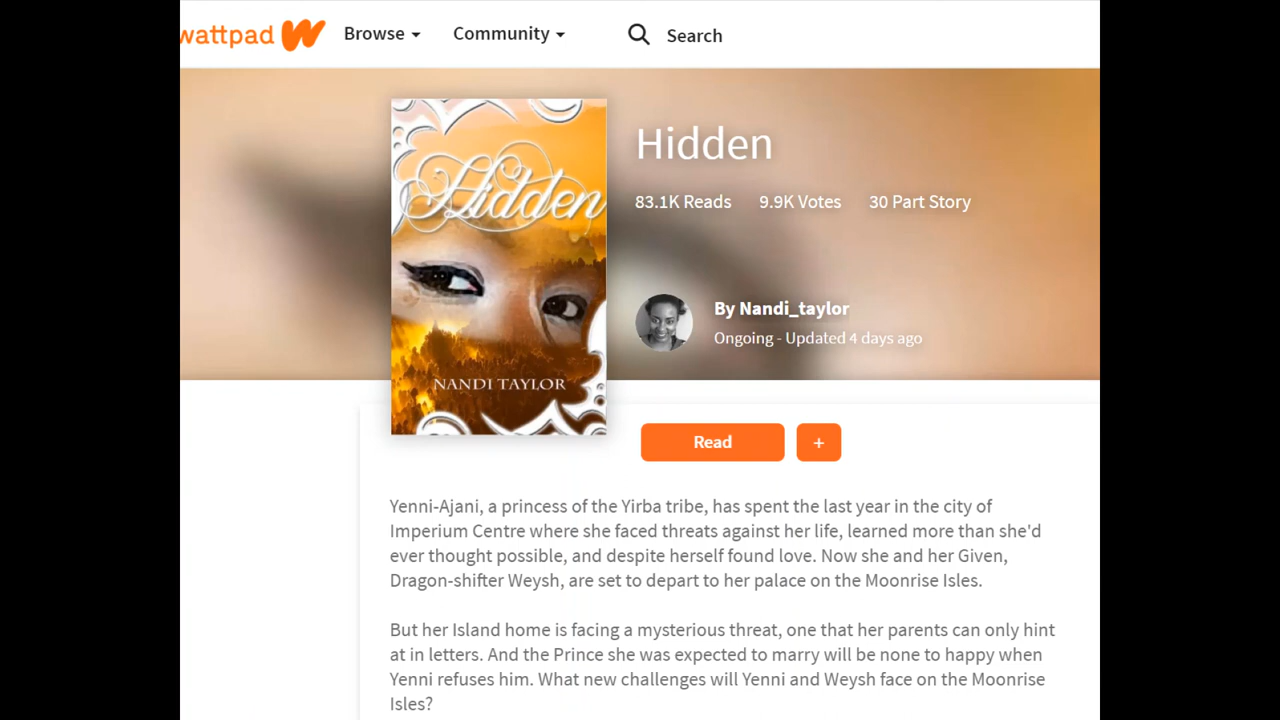 wattpad
Browse
Community
Search
Hidden
NANDI TAYLOR
Hidden
83.1K Reads 9.9K Votes 30 Part Story
By Nandi_taylor
Ongoing - Updated 4 days ago
Read +
Yenni-Ajani, a princess of the Yirba tribe, has spent the last year in the city of
Imperium Centre where she faced threats against her life, learned more than she'd
ever thought possible, and despite herself found love. Now she and her Given,
Dragon-shifter Weysh, are set to depart to her palace on the Moonrise Isles.
But her Island home is facing a mysterious threat, one that her parents can only hint
at in letters. And the Prince she was expected to marry will be none to happy when
Yenni refuses him. What new challenges will Yenni and Weysh face on the Moonrise
Isles?